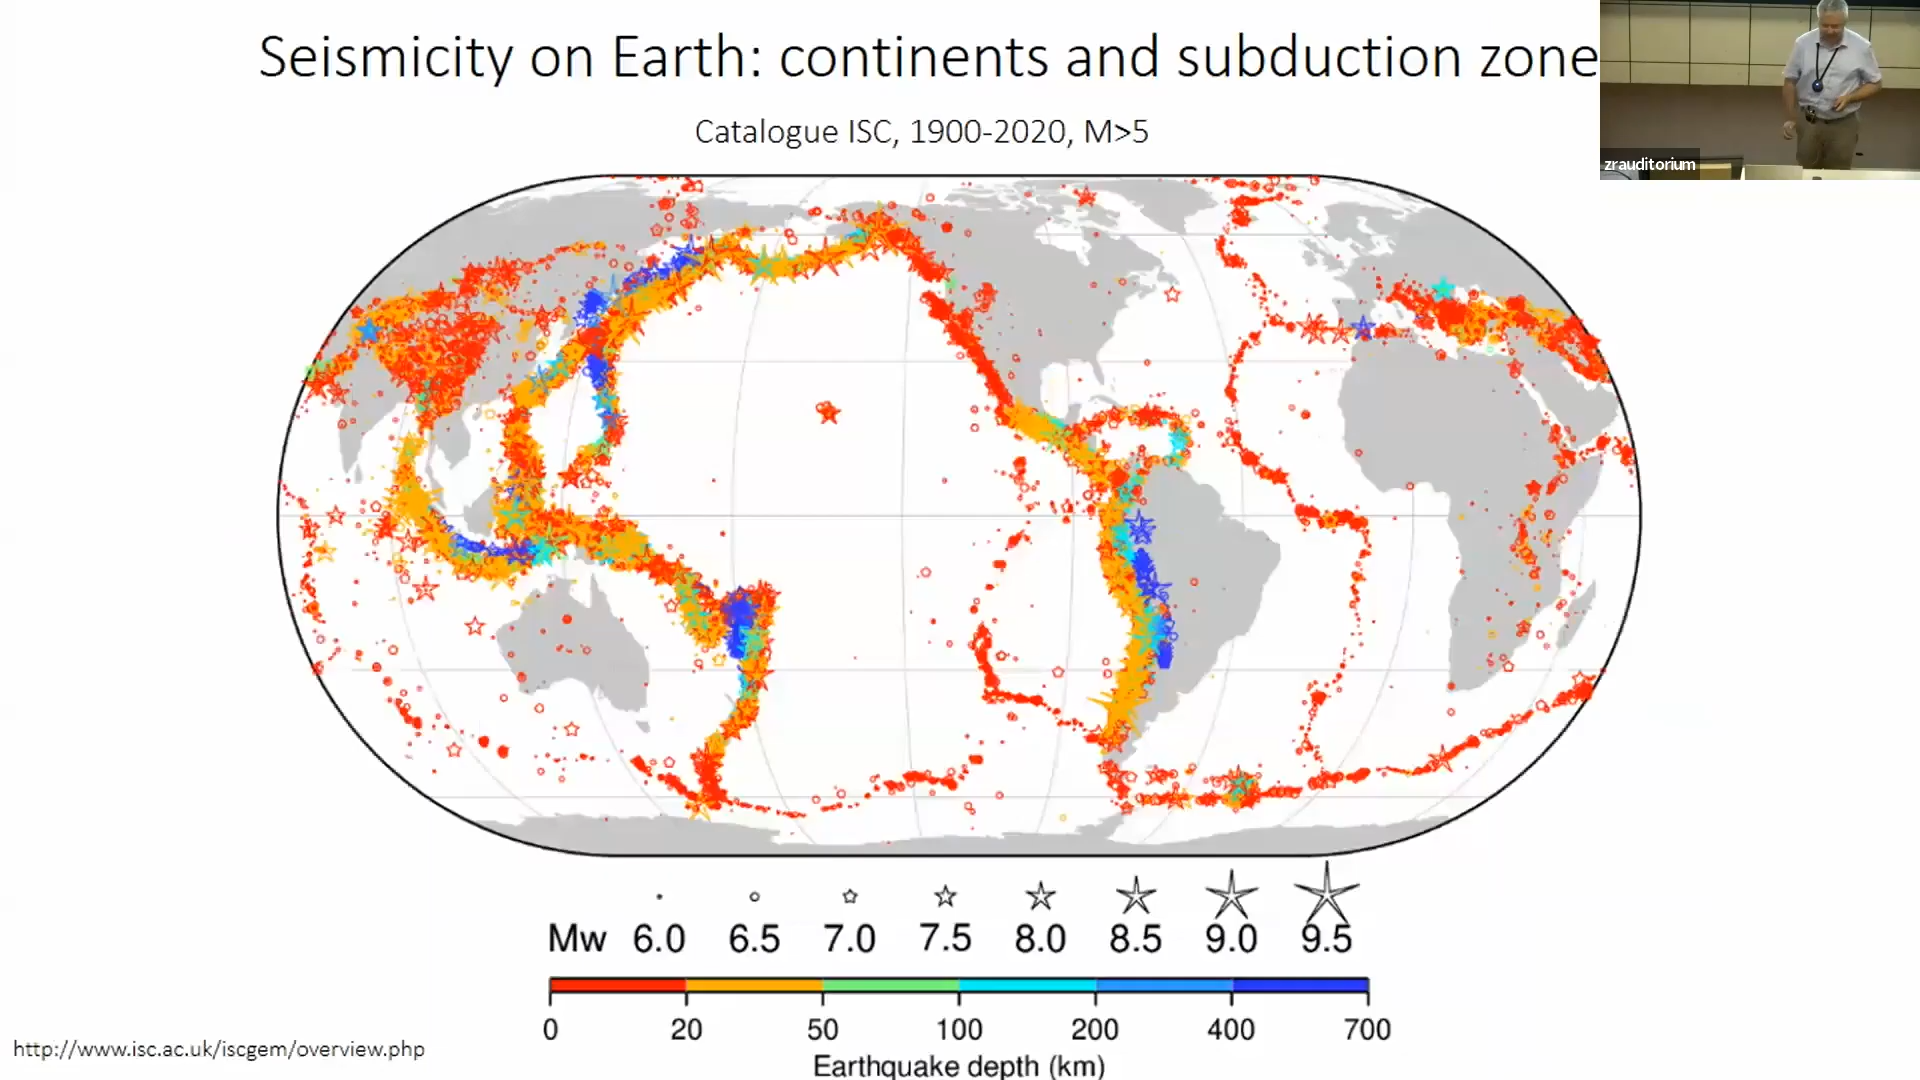 Seismicity on Earth: continents and subduction zone
Catalogue ISC, 1900-2020, M>5
zrauditorium
Mw 6.0 6.5 7.0 7.5 8.0 8.5 9.0 9.5
0 20 50 100 200 400 700
Earthquake depth (km)
http://www.isc.ac.uk/iscgem/overview.php